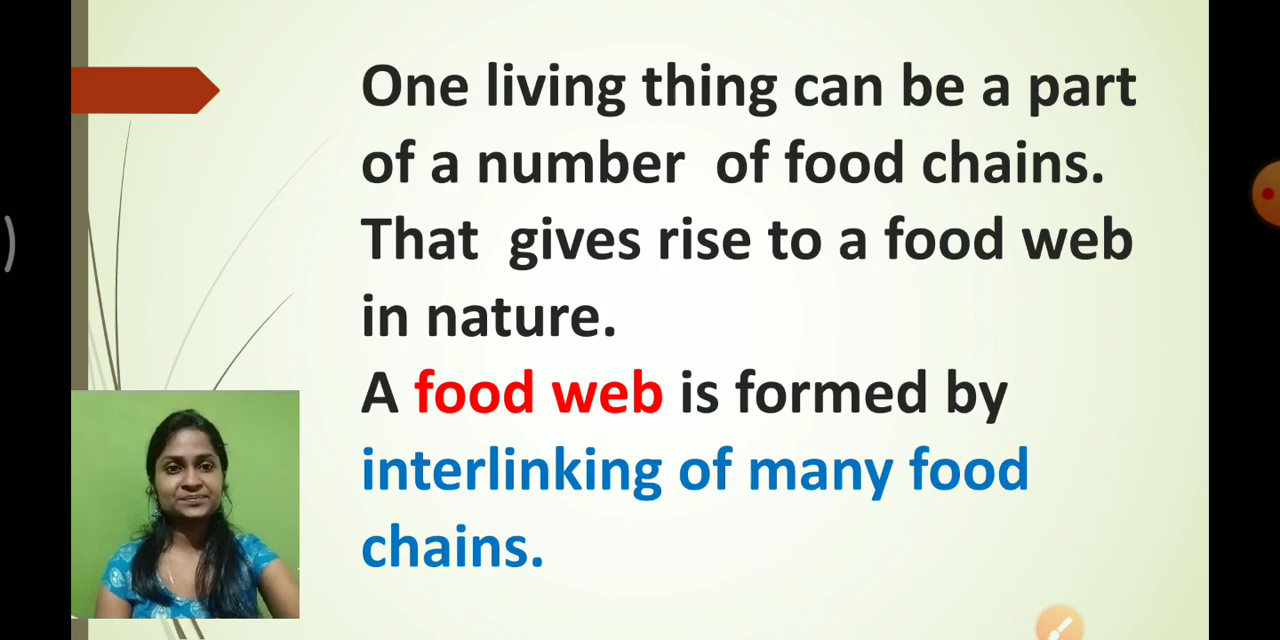 One living thing can be a part
of a number of food chains.
That gives rise to a food web
in nature.
A food web is formed by
interlinking of many food
chains.